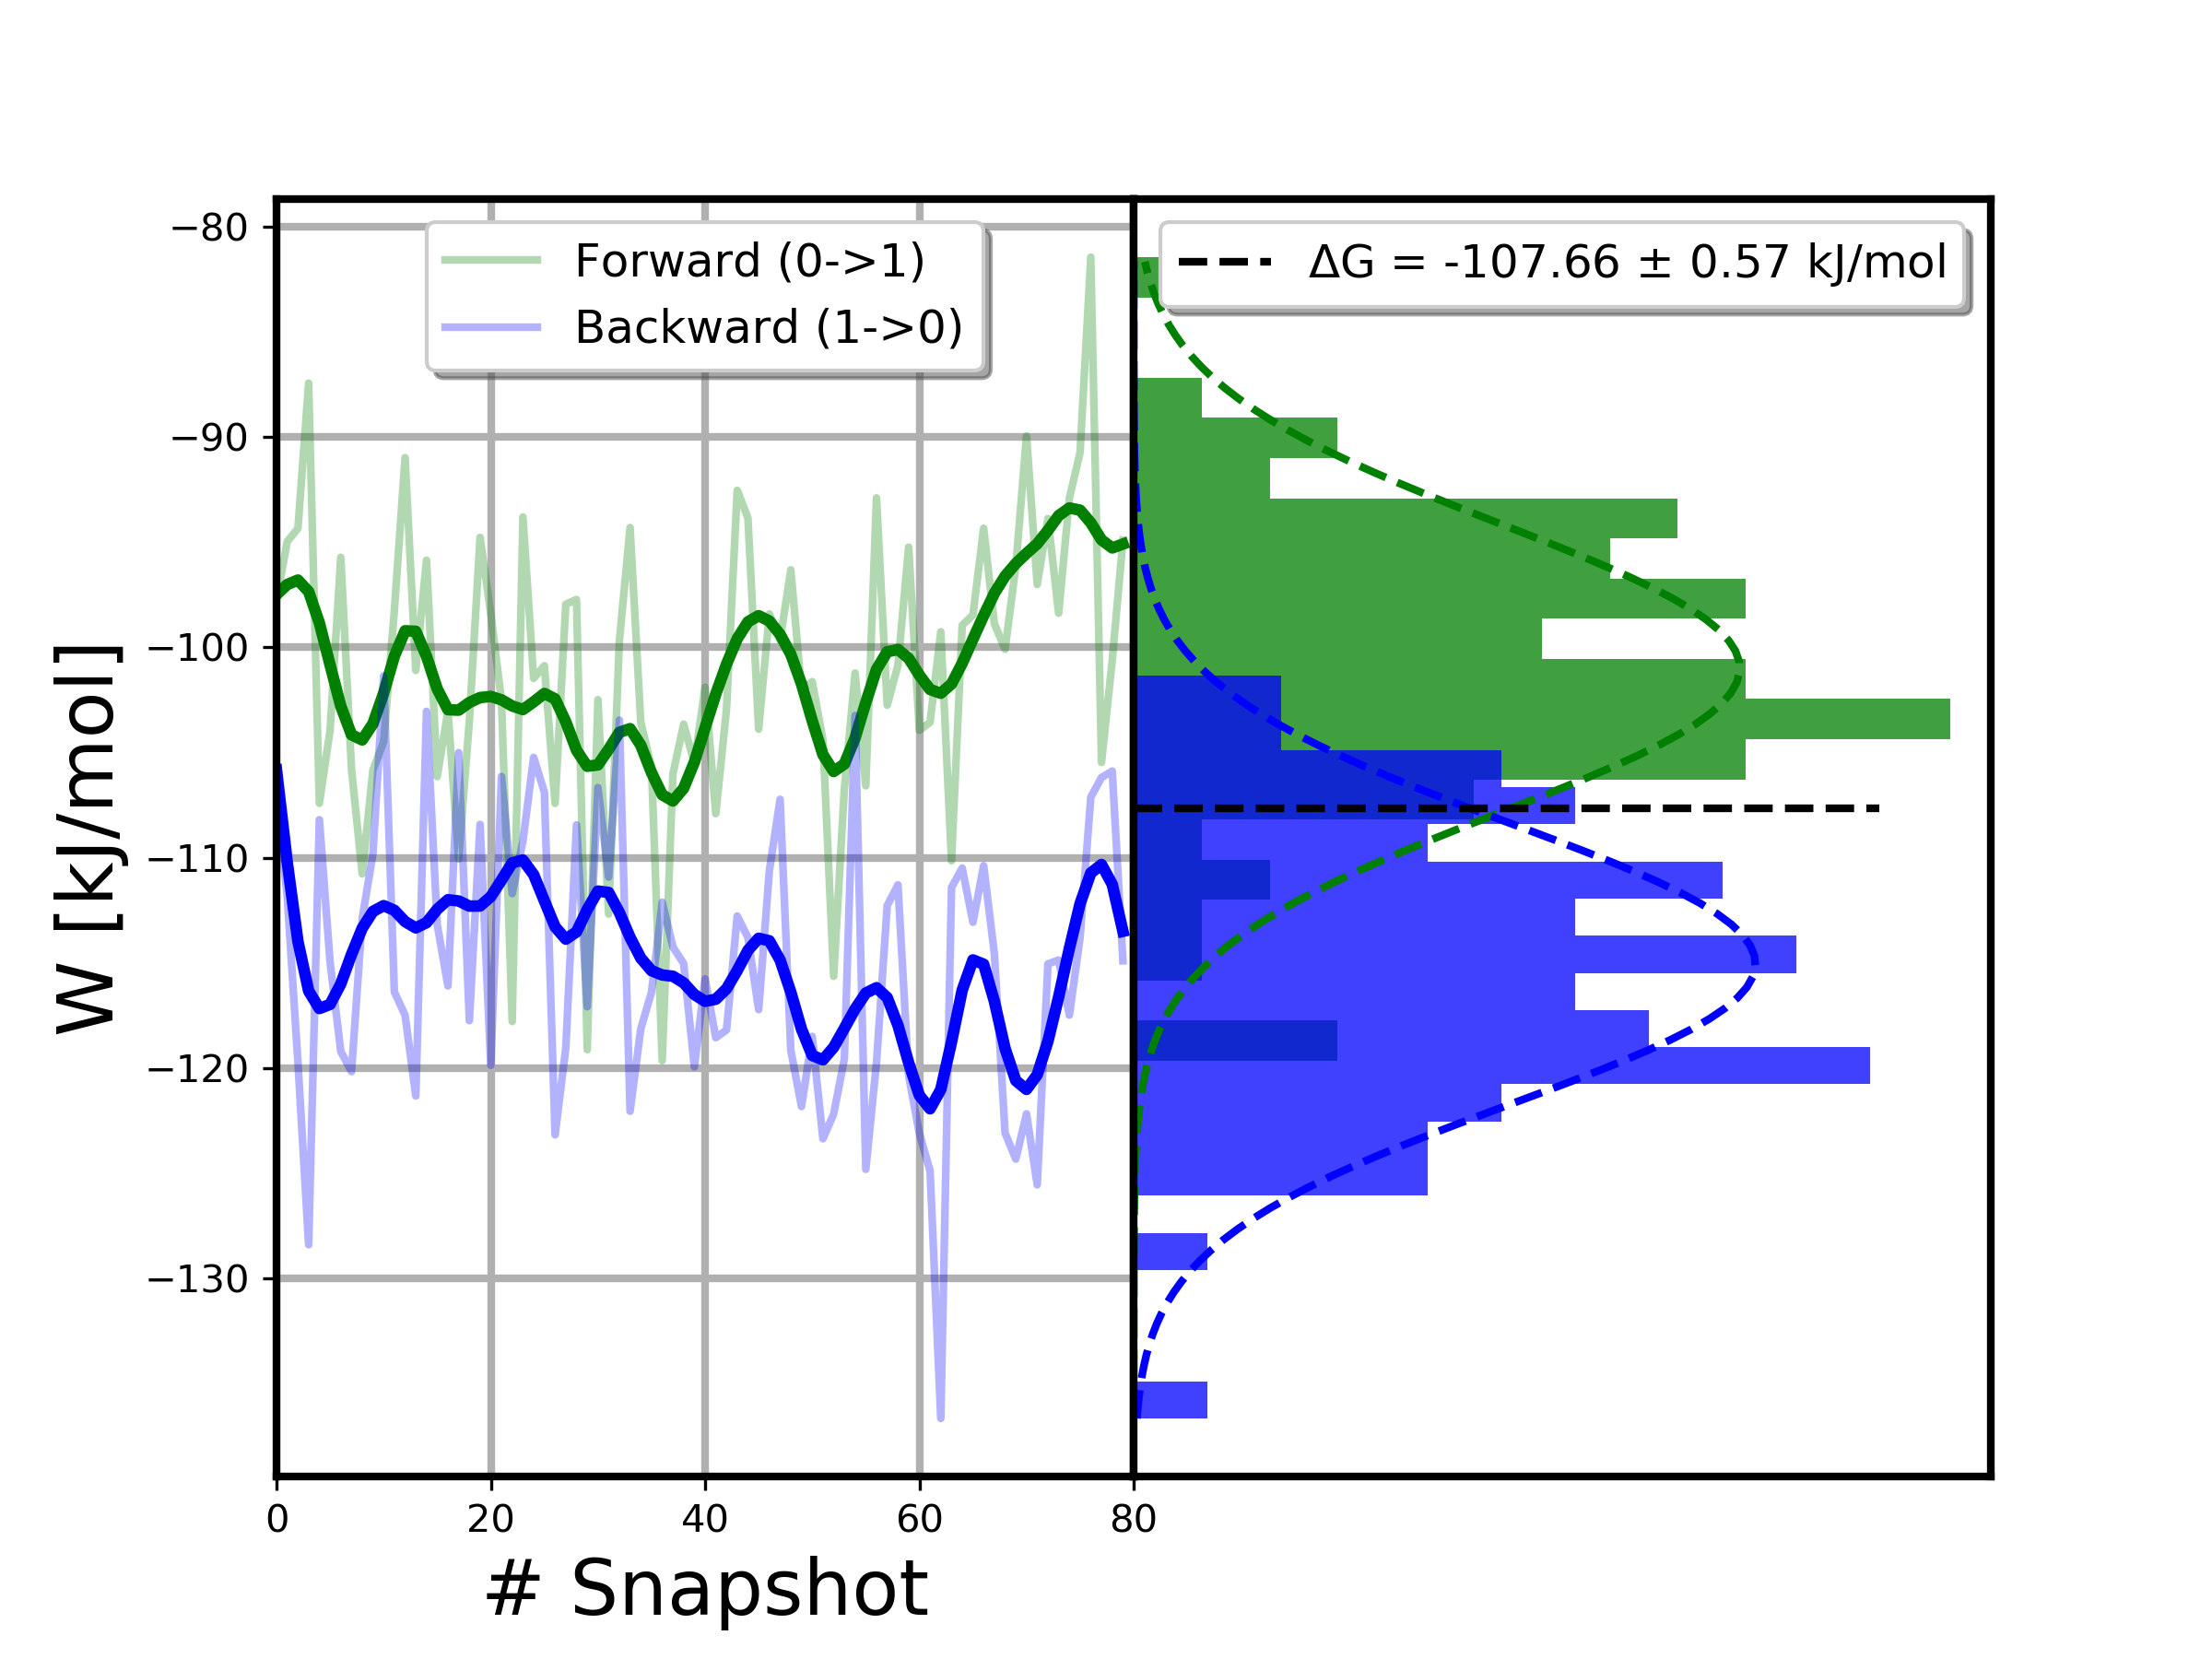 Forward (0->1)
Backward (1->0)
ΔG = -107.66 ± 0.57 kJ/mol
W [kJ/mol]
−80
−90
−100
−110
−120
−130
0 20 40 60 80
# Snapshot